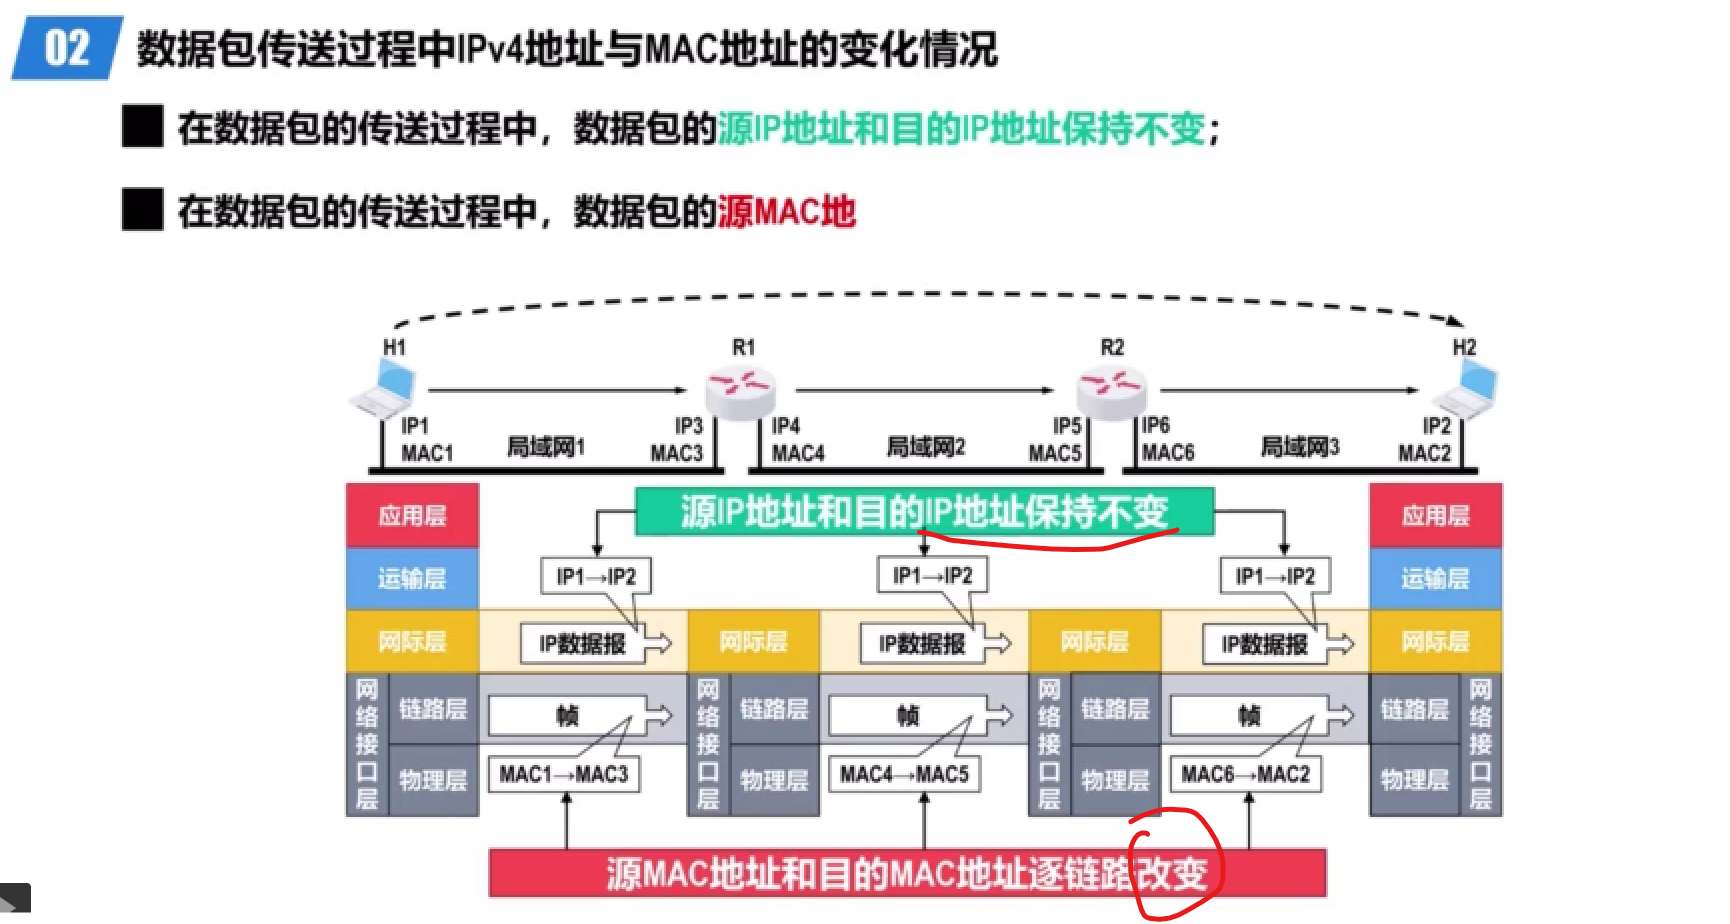 02 数据包传送过程中IPv4地址与MAC地址的变化情况
在数据包的传送过程中，数据包的源IP地址和目的IP地址保持不变；
在数据包的传送过程中，数据包的源MAC地
H1 R1 R2 H2
IP1 IP3 IP4 IP5 IP6 IP2
MAC1 局域网1 MAC3 MAC4 局域网2 MAC5 MAC6 局域网3 MAC2
应用层 源IP地址和目的IP地址保持不变 应用层
运输层 IP1→IP2 IP1→IP2 IP1→IP2 运输层
网际层 IP数据报 网际层 IP数据报 网际层 IP数据报 网际层
网络接口层 链路层 帧 网络接口层 链路层 帧 网络接口层 链路层 帧 链路层 网络接口层
物理层 MAC1→MAC3 物理层 MAC4→MAC5 物理层 MAC6→MAC2 物理层
源MAC地址和目的MAC地址逐链路改变